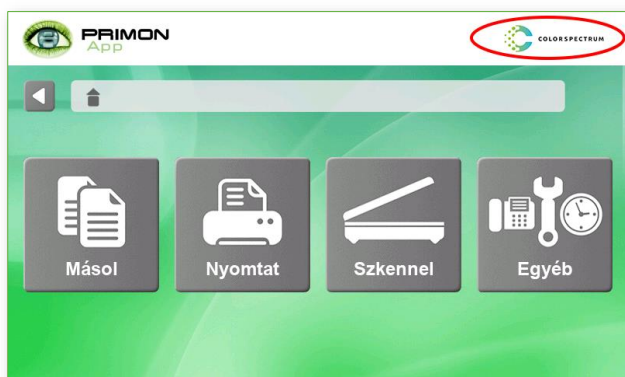 PRIMON
App
COLORSPECTRUM
Másol
Nyomtat
Szkennel
Egyéb